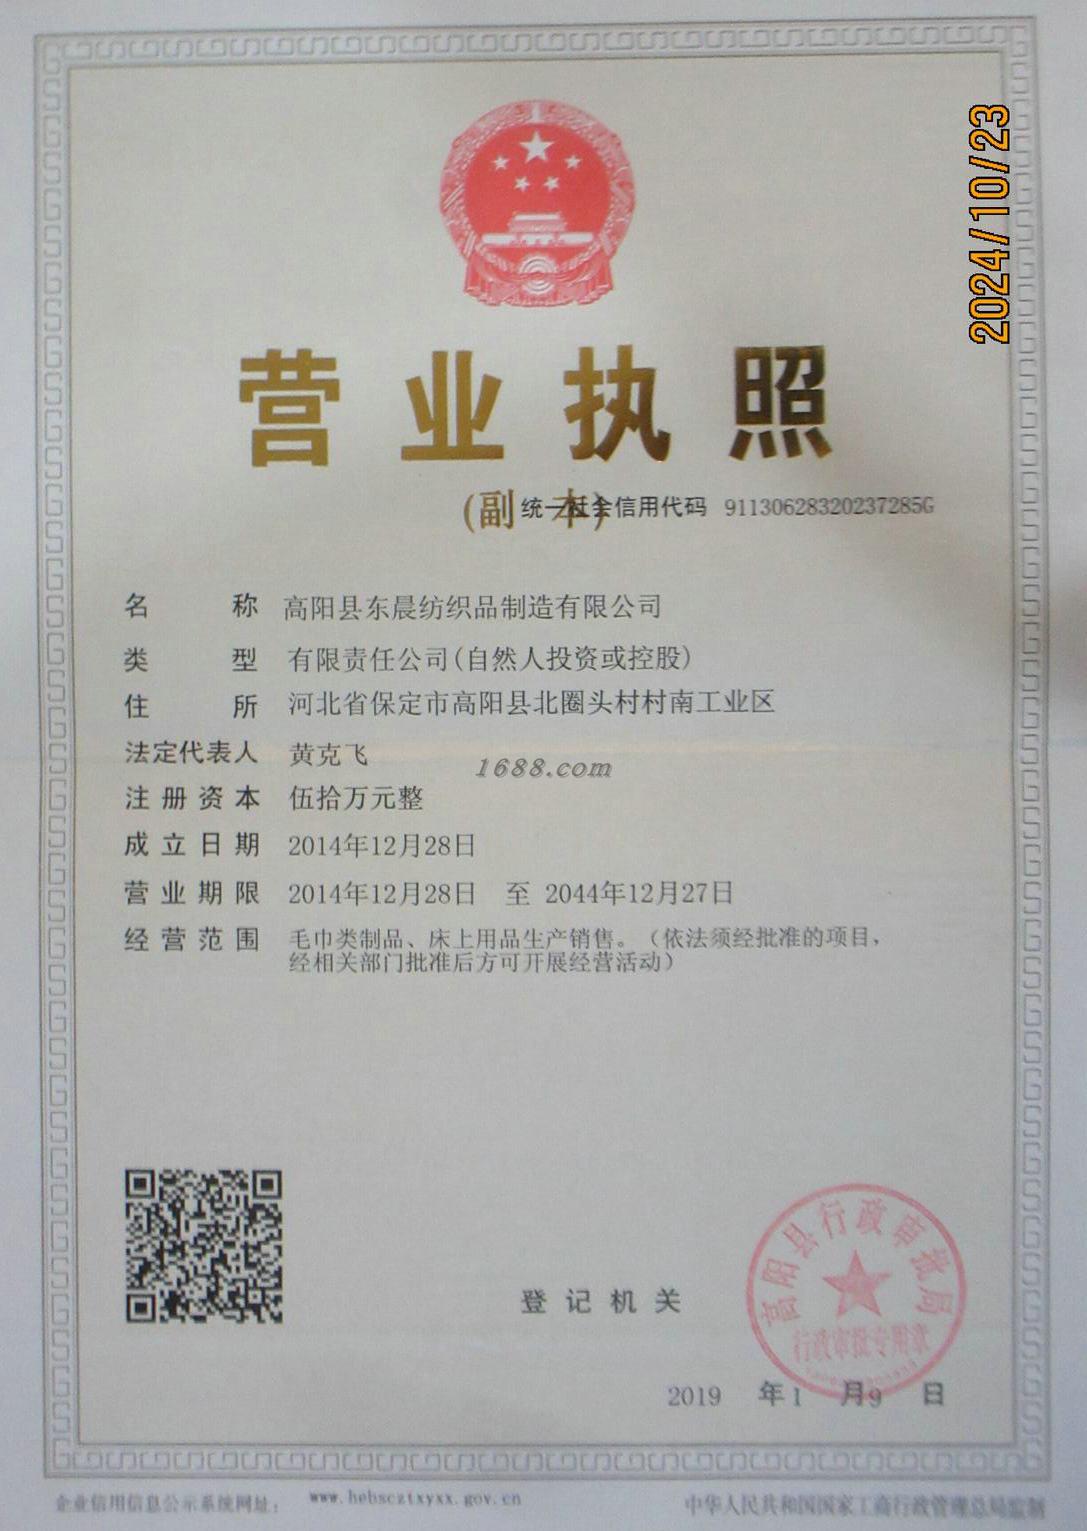 2024/10/23
营业执照
(副 本)
统一社会信用代码 91130628320237285G
名 称 高阳县东晨纺织品制造有限公司
类 型 有限责任公司(自然人投资或控股)
住 所 河北省保定市高阳县北圈头村村南工业区
法定代表人 黄克飞
1688.com
注册资本 伍拾万元整
成立日期 2014年12月28日
营业期限 2014年12月28日 至 2044年12月27日
经营范围 毛巾类制品、床上用品生产销售。（依法须经批准的项目，
经相关部门批准后方可开展经营活动）
高阳县行政审批局
行政审批专用章
登记机关
2019 年1 月9 日
企业信用信息公示系统网址： www.hebscztxyxx.gov.cn
中华人民共和国国家工商行政管理总局监制